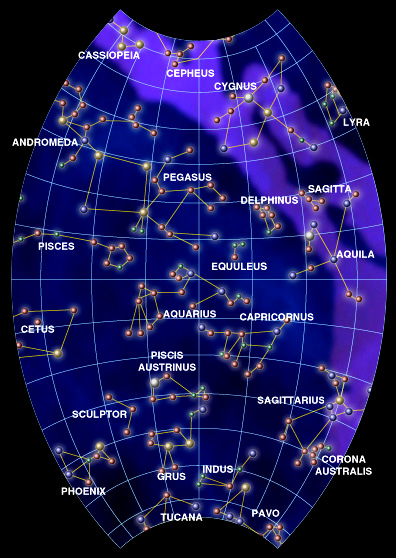 CASSIOPEIA
CEPHEUS
CYGNUS
LYRA
ANDROMEDA
PEGASUS
SAGITTA
DELPHINUS
PISCES
AQUILA
EQUULEUS
AQUARIUS
CAPRICORNUS
CETUS
PISCIS
AUSTRINUS
SAGITTARIUS
SCULPTOR
CORONA
AUSTRALIS
INDUS
GRUS
PHOENIX
TUCANA
PAVO